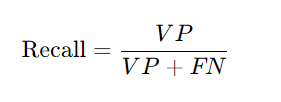 Recall = VP / (VP + FN)